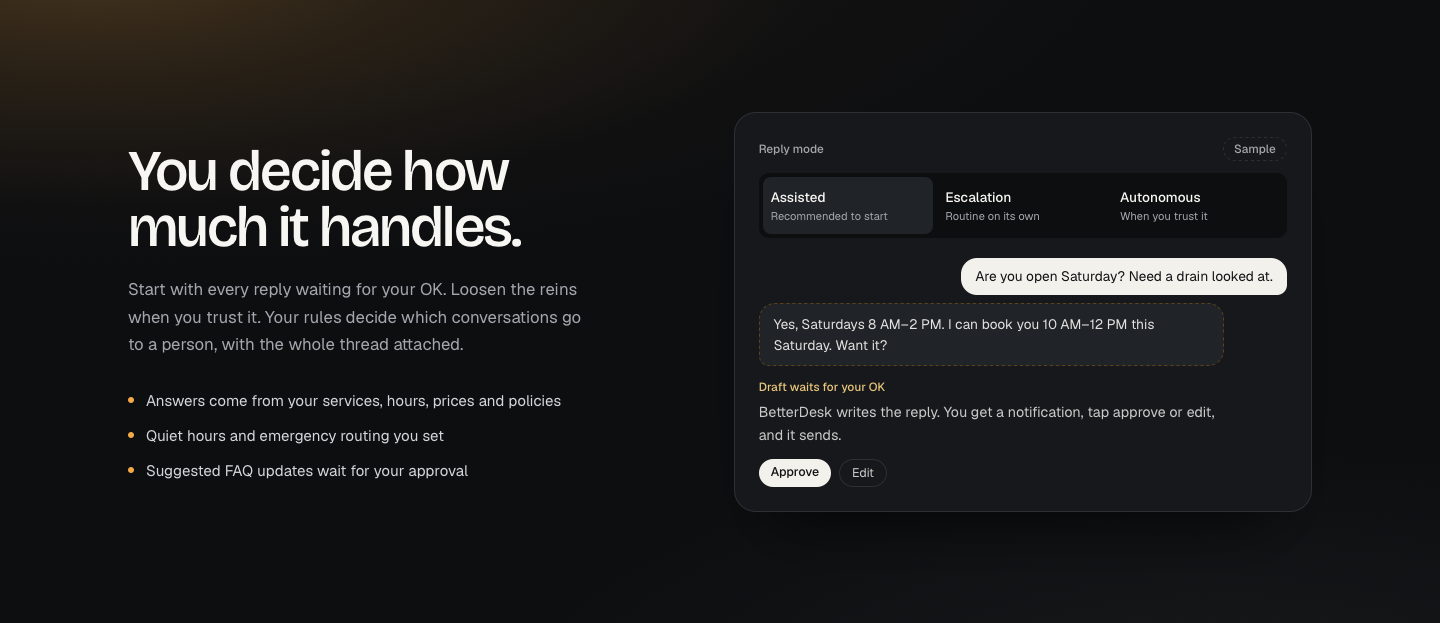 You decide how
much it handles.
Start with every reply waiting for your OK. Loosen the reins
when you trust it. Your rules decide which conversations go
to a person, with the whole thread attached.
Answers come from your services, hours, prices and policies
Quiet hours and emergency routing you set
Suggested FAQ updates wait for your approval
Reply mode
Sample
Assisted
Recommended to start
Escalation
Routine on its own
Autonomous
When you trust it
Are you open Saturday? Need a drain looked at.
Yes, Saturdays 8 AM–2 PM. I can book you 10 AM–12 PM this
Saturday. Want it?
Draft waits for your OK
BetterDesk writes the reply. You get a notification, tap approve or edit,
and it sends.
Approve
Edit